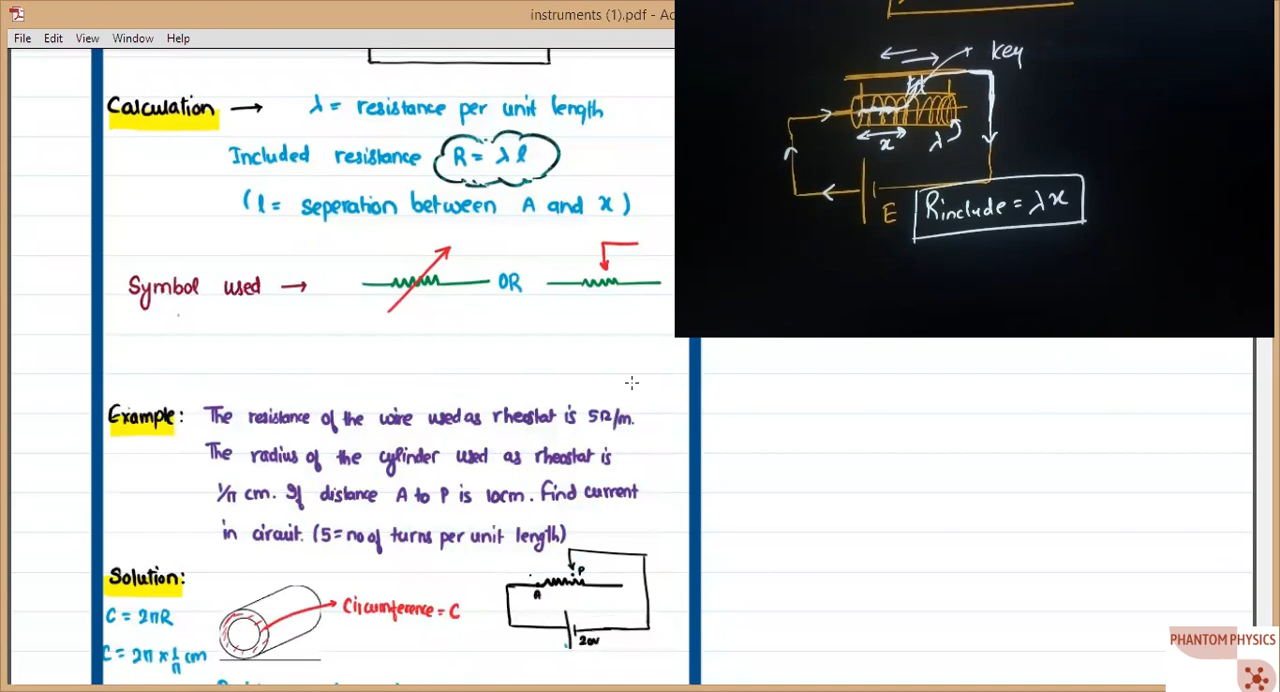 instruments (1).pdf - Ac
File Edit View Window Help
Calculation → λ = resistance per unit length
Included resistance R = λ l
(l = seperation between A and x)
Symbol used → OR
Example: The resistance of the wire used as rheostat is 5Ω/m.
The radius of the cylinder used as rheostat is
1/π cm. If distance A to P is 10cm. Find current
in circuit. (5 = no of turns per unit length)
Solution:
C = 2πR
C = 2π × 1/π cm
Circumference = C
P
A
20V
key
x
λ
E
Rinclude = λx
PHANTOM PHYSICS